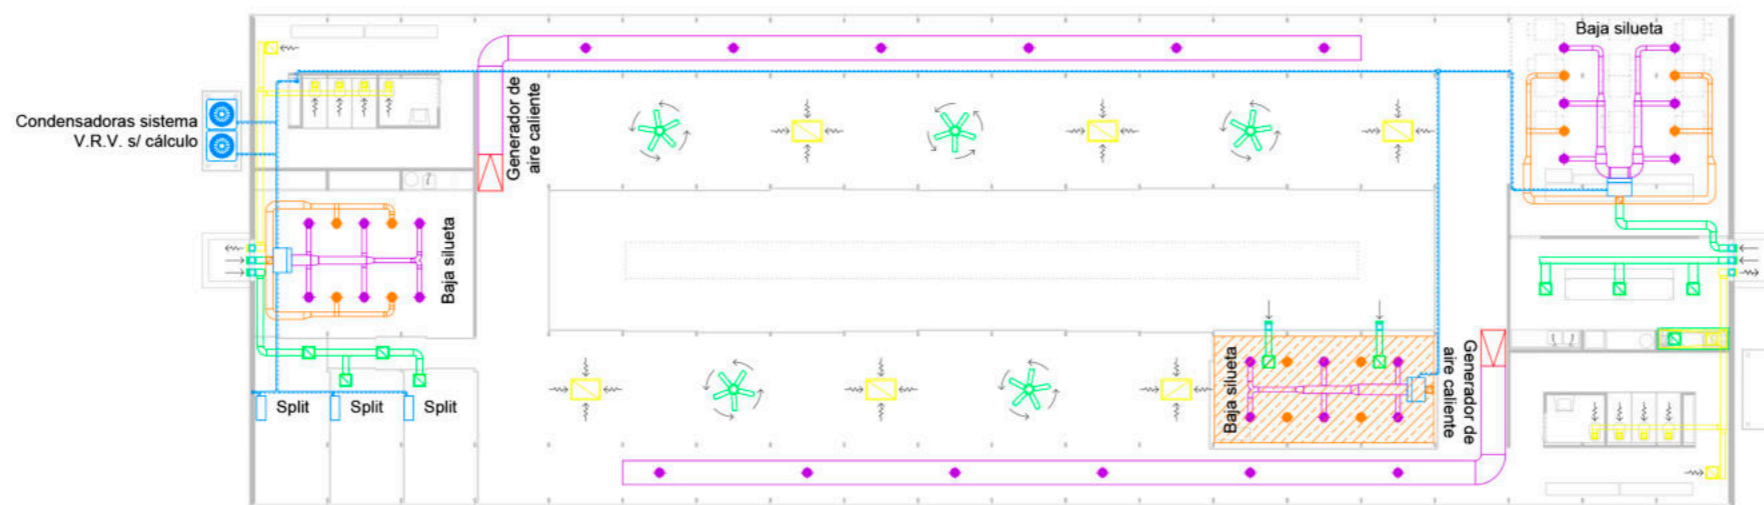 Baja silueta
Condensadoras sistema
V.R.V. s/ cálculo
Generador de
aire caliente
Baja silueta
Split
Split
Split
Baja silueta
Generador de
aire caliente